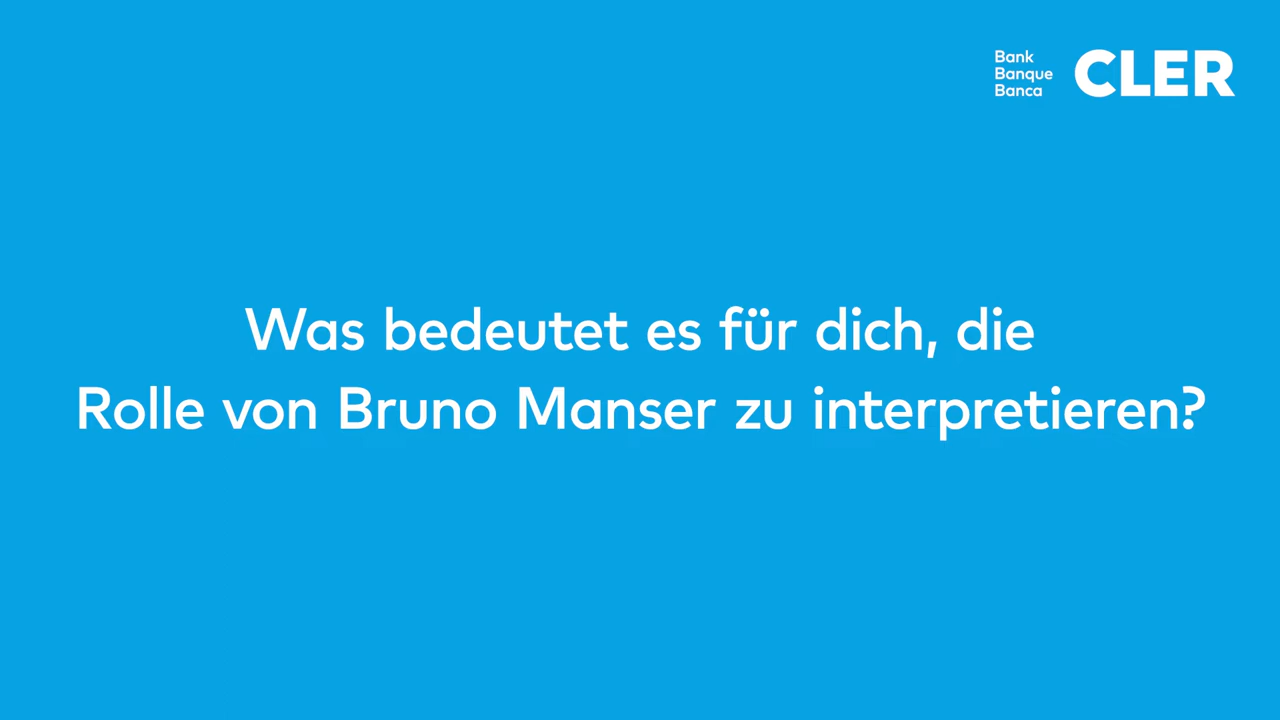 Bank
Banque
Banca
CLER
Was bedeutet es für dich, die
Rolle von Bruno Manser zu interpretieren?